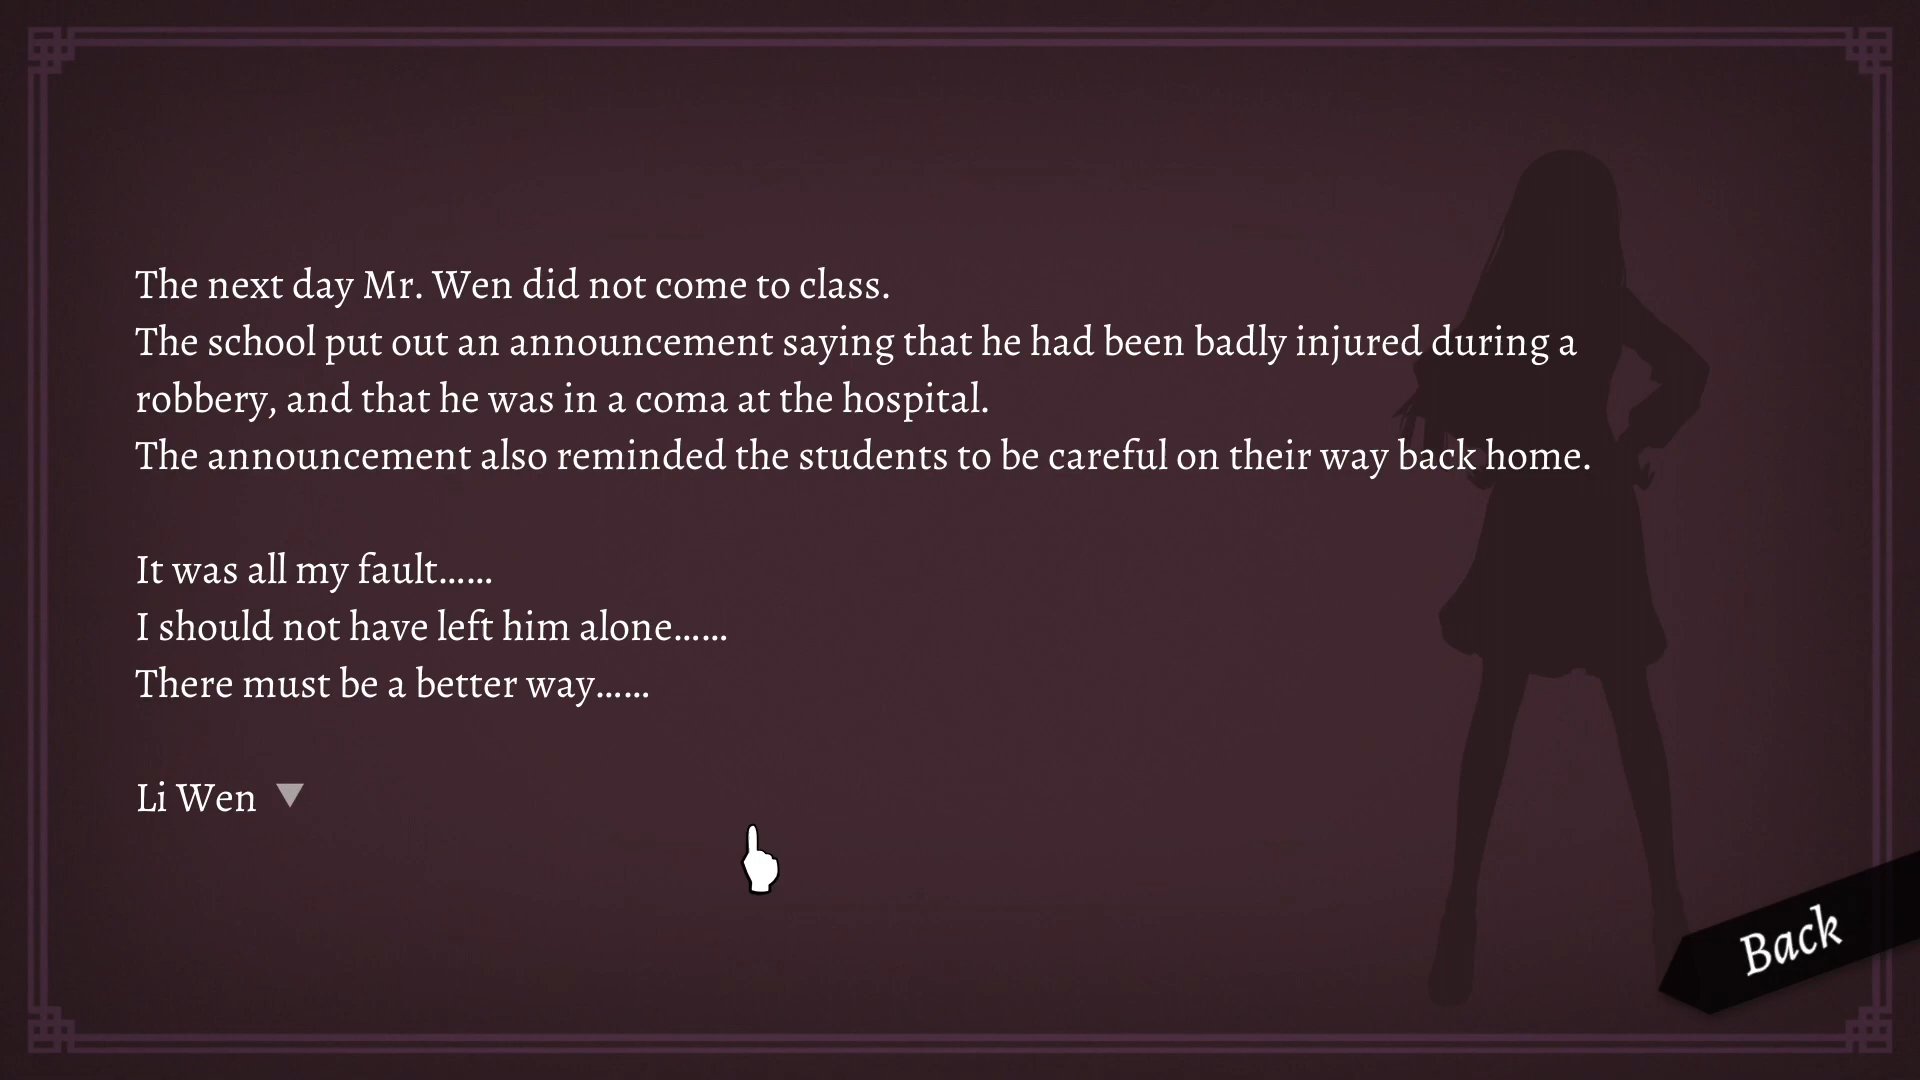 The next day Mr. Wen did not come to class.
The school put out an announcement saying that he had been badly injured during a
robbery, and that he was in a coma at the hospital.
The announcement also reminded the students to be careful on their way back home.
It was all my fault......
I should not have left him alone......
There must be a better way......
Li Wen
Back